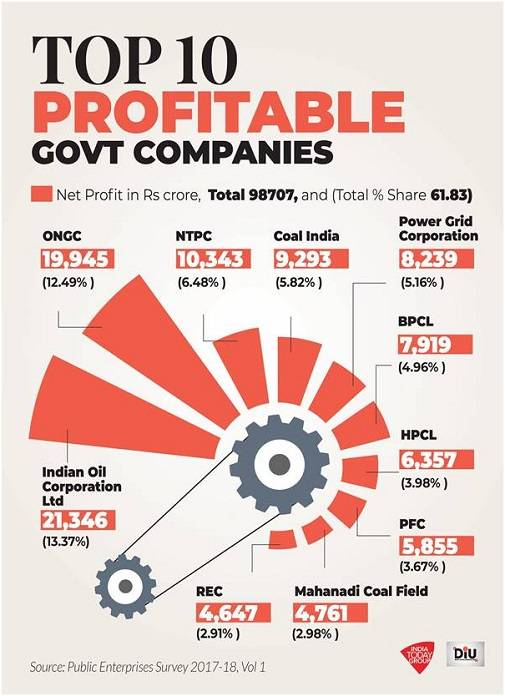 TOP 10
PROFITABLE
GOVT COMPANIES
Net Profit in Rs crore, Total 98707, and (Total % Share 61.83)
ONGC
19,945
(12.49% )
NTPC
10,343
(6.48% )
Coal India
9,293
(5.82% )
Power Grid
Corporation
8,239
(5.16% )
BPCL
7,919
(4.96% )
HPCL
6,357
(3.98% )
PFC
5,855
(3.67% )
Mahanadi Coal Field
4,761
(2.98% )
REC
4,647
(2.91% )
Indian Oil
Corporation
Ltd
21,346
(13.37%)
Source: Public Enterprises Survey 2017-18, Vol 1
INDIA
TODAY
GROUP
DIU